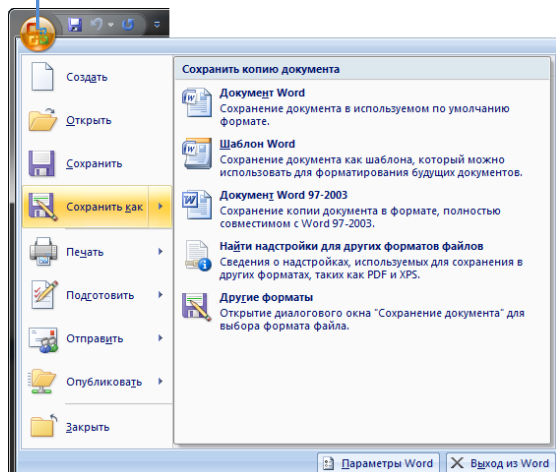 Создать
Открыть
Сохранить
Сохранить как
Печать
Подготовить
Отправить
Опубликовать
Закрыть
Сохранить копию документа
Документ Word
Сохранение документа в используемом по умолчанию
формате.
Шаблон Word
Сохранение документа как шаблона, который можно
использовать для форматирования будущих документов.
Документ Word 97-2003
Сохранение копии документа в формате, полностью
совместимом с Word 97-2003.
Найти надстройки для других форматов файлов
Сведения о надстройках, используемых для сохранения в
других форматах, таких как PDF и XPS.
Другие форматы
Открытие диалогового окна "Сохранение документа" для
выбора формата файла.
Параметры Word
Выход из Word